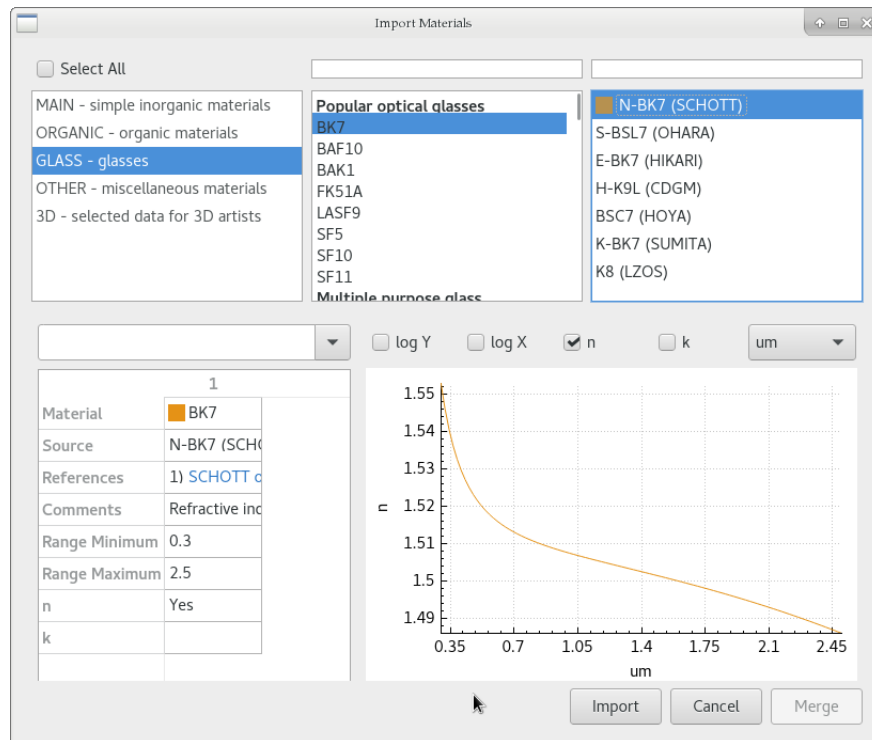 Import Materials
Select All
MAIN - simple inorganic materials
ORGANIC - organic materials
GLASS - glasses
OTHER - miscellaneous materials
3D - selected data for 3D artists
Popular optical glasses
BK7
BAF10
BAK1
FK51A
LASF9
SF5
SF10
SF11
Multiple purpose glass
N-BK7 (SCHOTT)
S-BSL7 (OHARA)
E-BK7 (HIKARI)
H-K9L (CDGM)
BSC7 (HOYA)
K-BK7 (SUMITA)
K8 (LZOS)
log Y
log X
n
k
um
1
Material BK7
Source N-BK7 (SCHO
References 1) SCHOTT o
Comments Refractive ind
Range Minimum 0.3
Range Maximum 2.5
n Yes
k
1.55
1.54
1.53
1.52
1.51
1.5
1.49
n
0.35 0.7 1.05 1.4 1.75 2.1 2.45
um
Import Cancel Merge